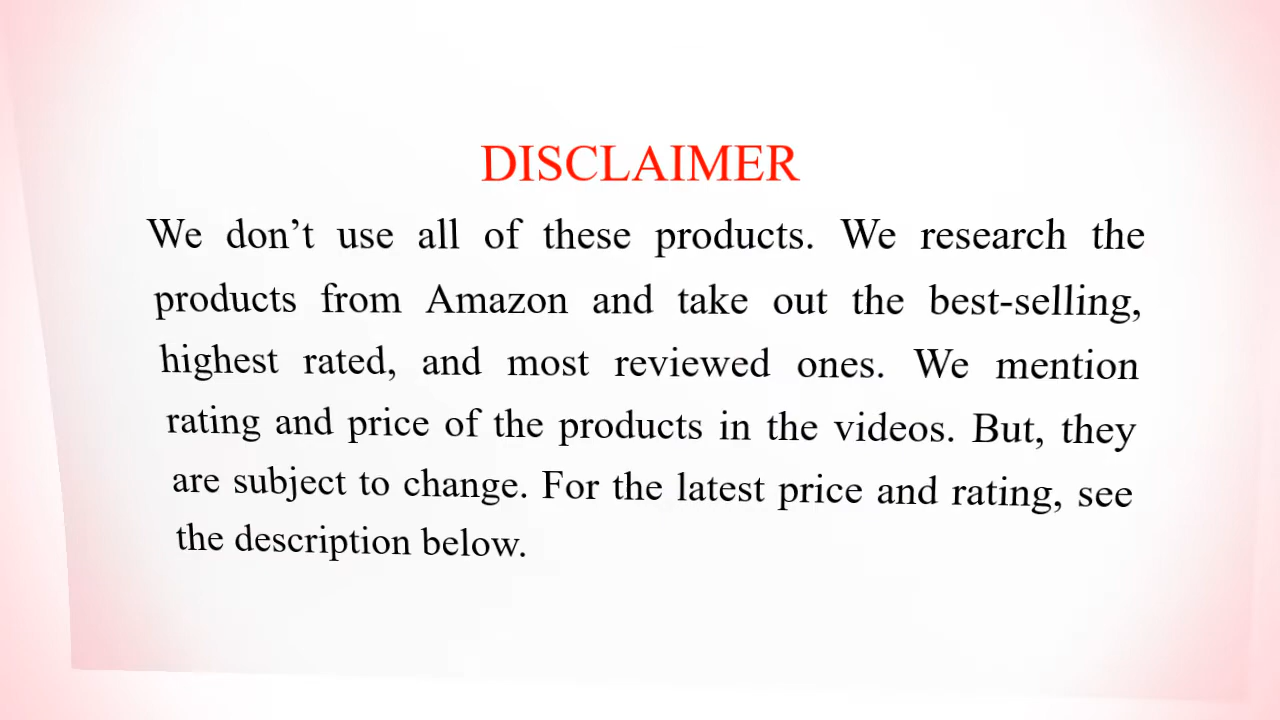 DISCLAIMER
We don’t use all of these products. We research the
products from Amazon and take out the best-selling,
highest rated, and most reviewed ones. We mention
rating and price of the products in the videos. But, they
are subject to change. For the latest price and rating, see
the description below.